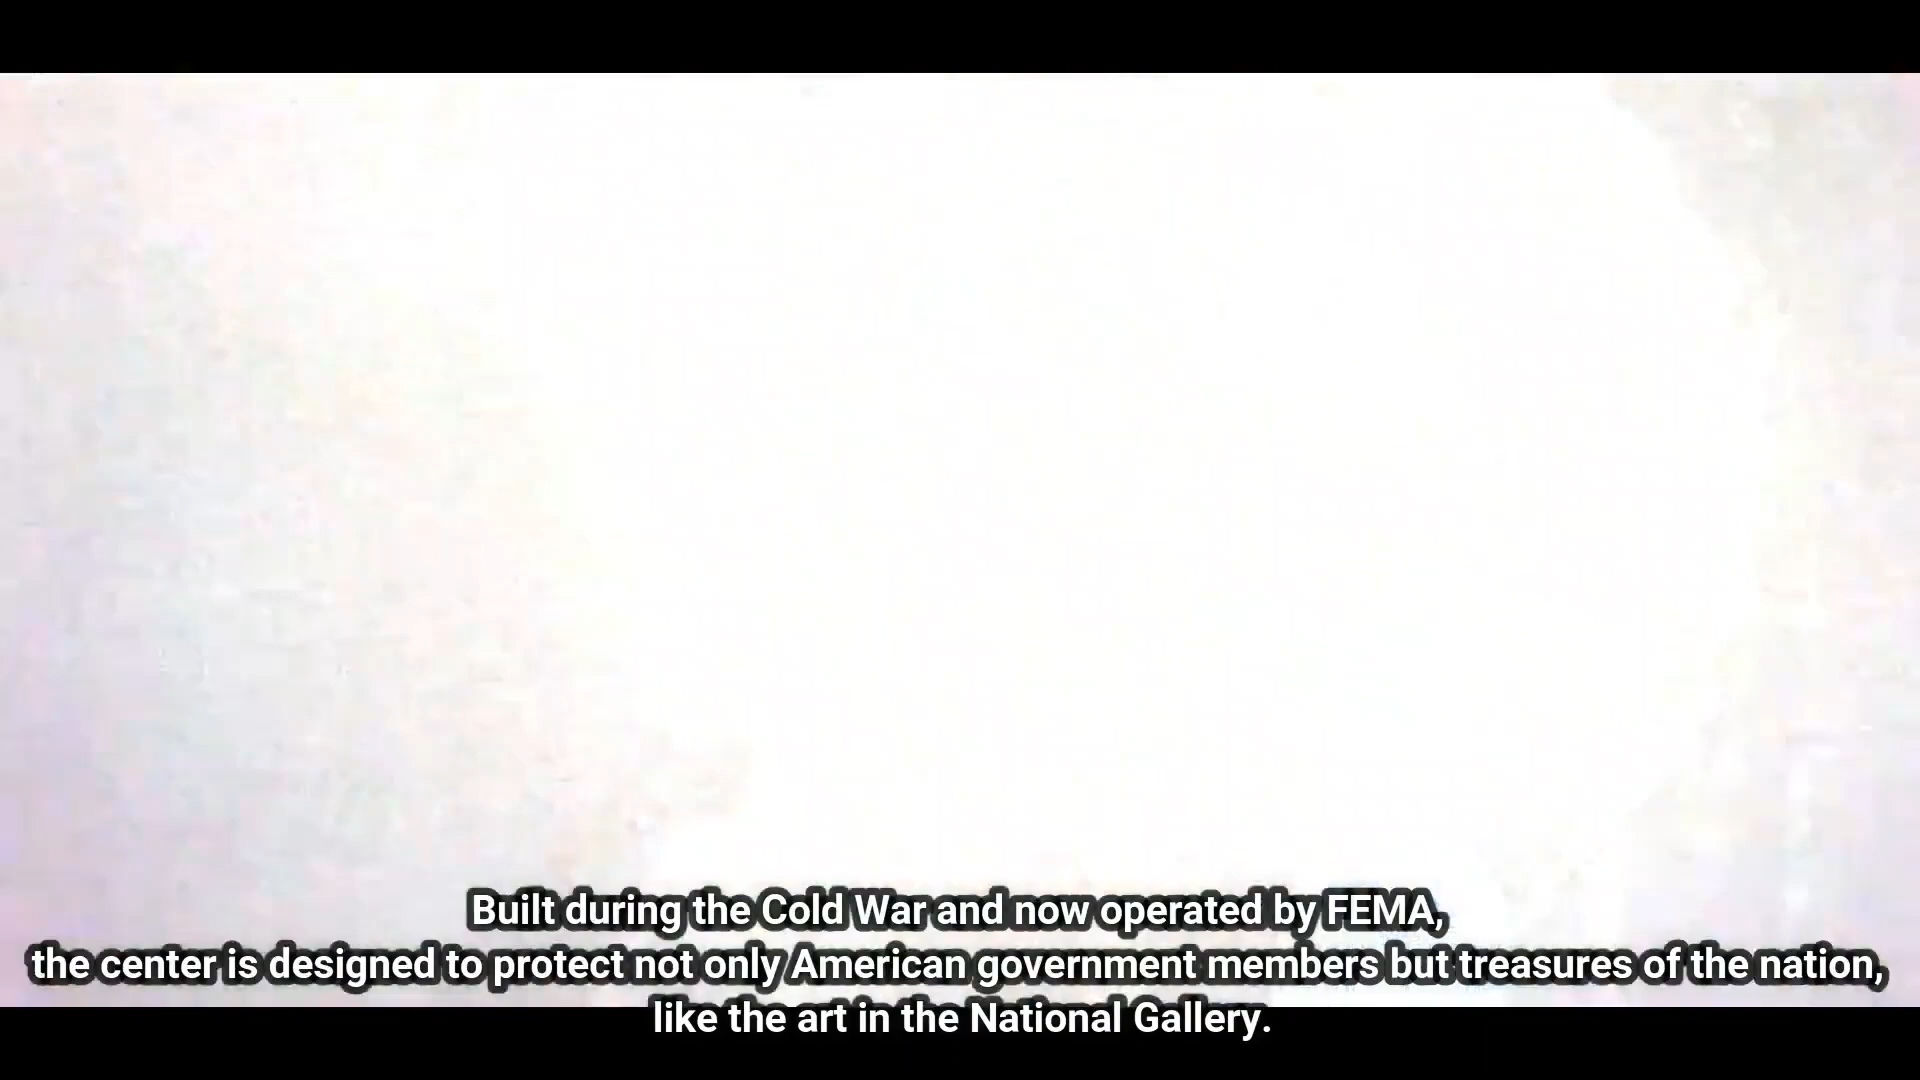 Built during the Cold War and now operated by FEMA,
the center is designed to protect not only American government members but treasures of the nation,
like the art in the National Gallery.